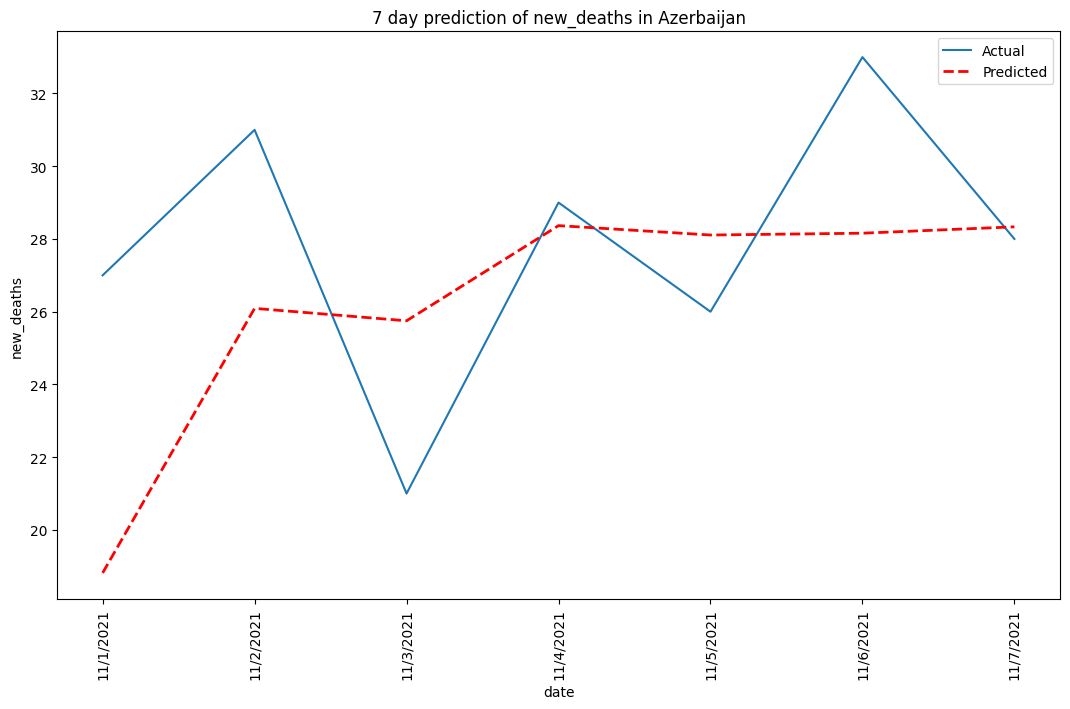 7 day prediction of new_deaths in Azerbaijan
Actual
Predicted
32
30
28
26
24
22
20
new_deaths
11/1/2021
11/2/2021
11/3/2021
11/4/2021
11/5/2021
11/6/2021
11/7/2021
date